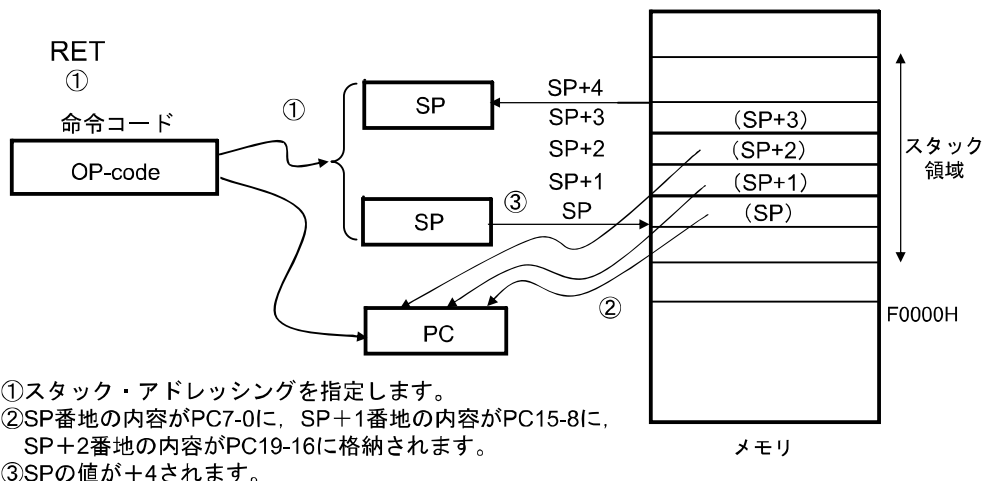 RET
①
命令コード
OP-code
①
SP
SP
PC
SP+4
SP+3
SP+2
SP+1
③
SP
②
(SP+3)
(SP+2)
(SP+1)
(SP)
スタック
領域
F0000H
メモリ
①スタック・アドレッシングを指定します。
②SP番地の内容がPC7-0に，SP＋1番地の内容がPC15-8に，
SP＋2番地の内容がPC19-16に格納されます。
③SPの値が＋4されます。